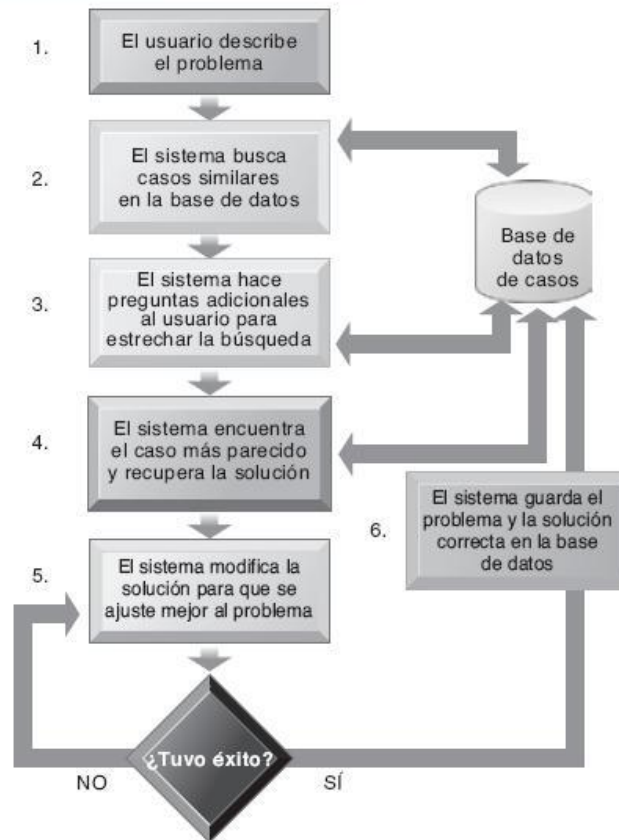 1.
El usuario describe
el problema
2.
El sistema busca
casos similares
en la base de datos
Base de
datos
de casos
3.
El sistema hace
preguntas adicionales
al usuario para
estrechar la búsqueda
4.
El sistema encuentra
el caso más parecido
y recupera la solución
6.
El sistema guarda el
problema y la solución
correcta en la base
de datos
5.
El sistema modifica la
solución para que se
ajuste mejor al problema
¿Tuvo éxito?
NO
SÍ